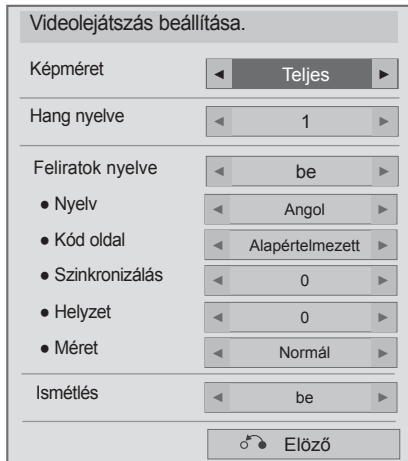 Videolejátszás beállítása.
Képméret ◄ Teljes ►
Hang nyelve ◄ 1 ►
Feliratok nyelve ◄ be ►
● Nyelv ◄ Angol ►
● Kód oldal ◄ Alapértelmezett ►
● Szinkronizálás ◄ 0 ►
● Helyzet ◄ 0 ►
● Méret ◄ Normál ►
Ismétlés ◄ be ►
Elöző